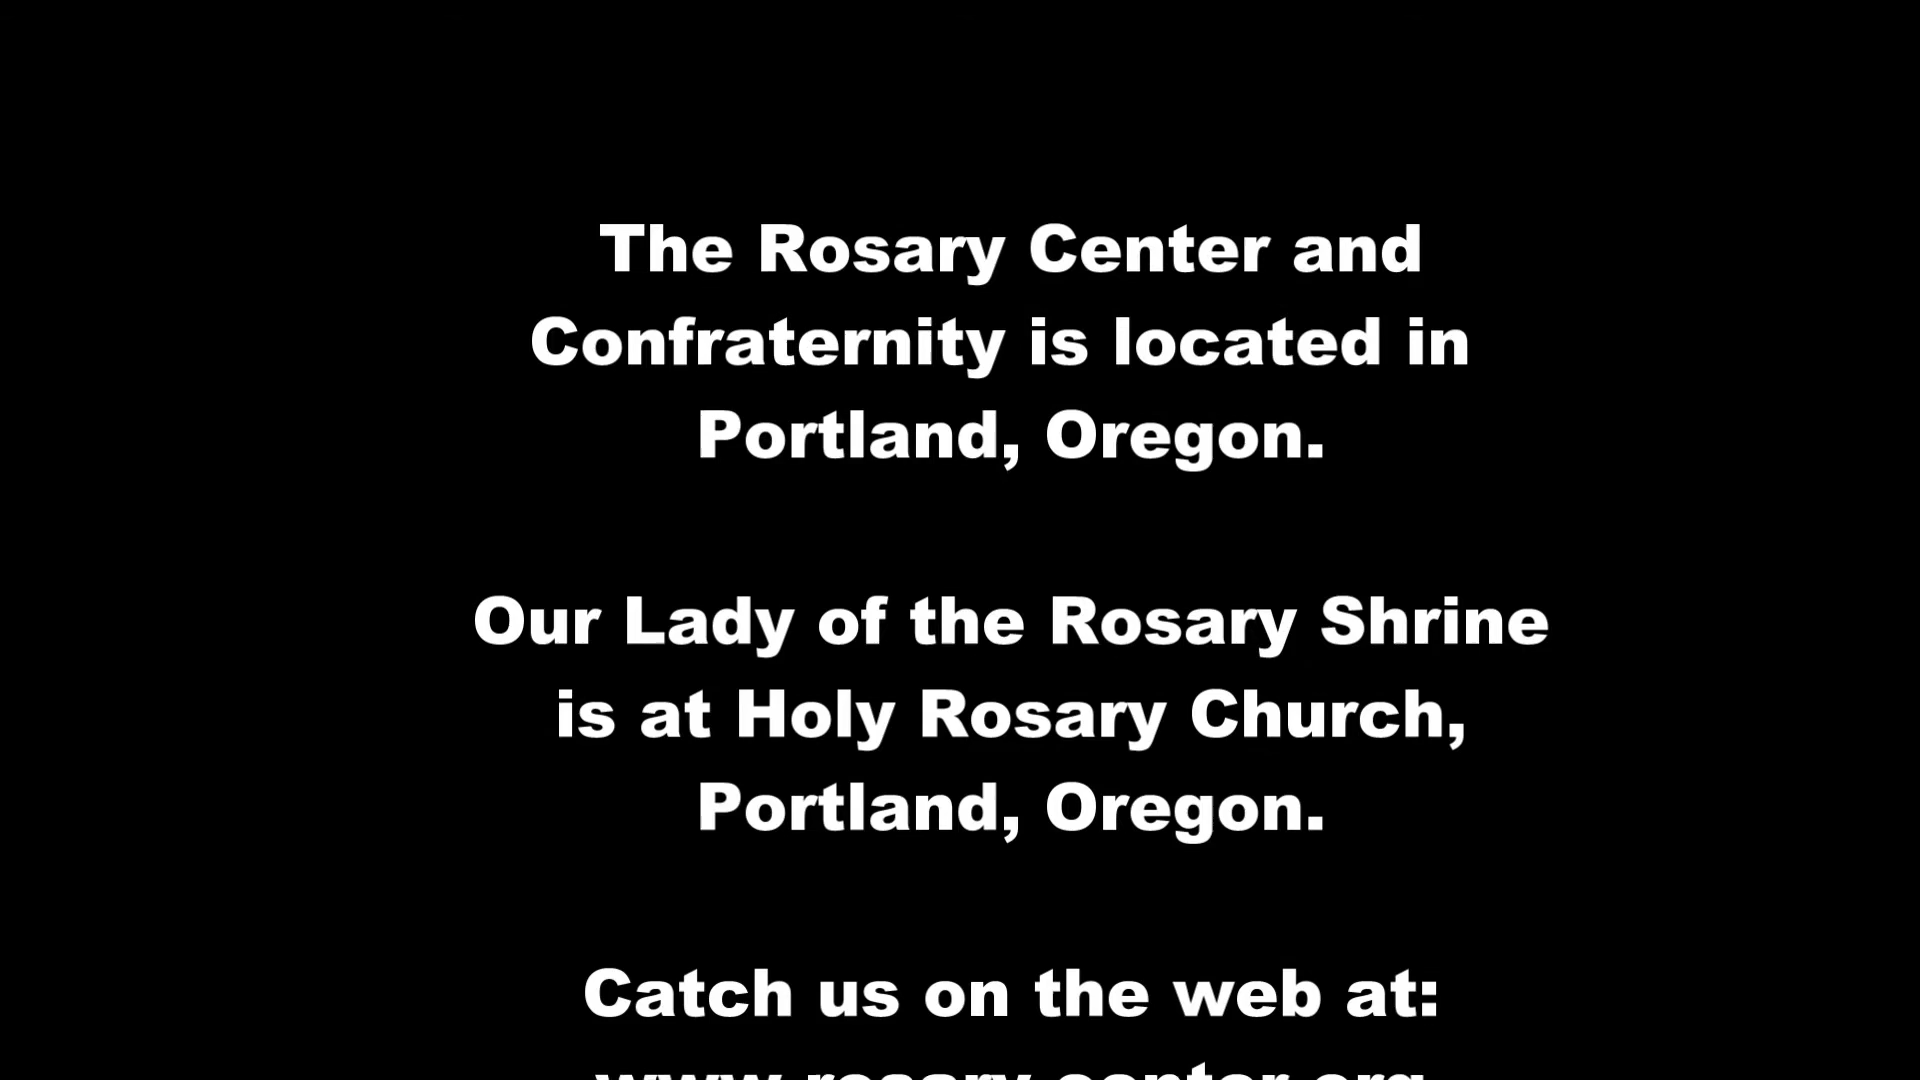 The Rosary Center and
Confraternity is located in
Portland, Oregon.
Our Lady of the Rosary Shrine
is at Holy Rosary Church,
Portland, Oregon.
Catch us on the web at: